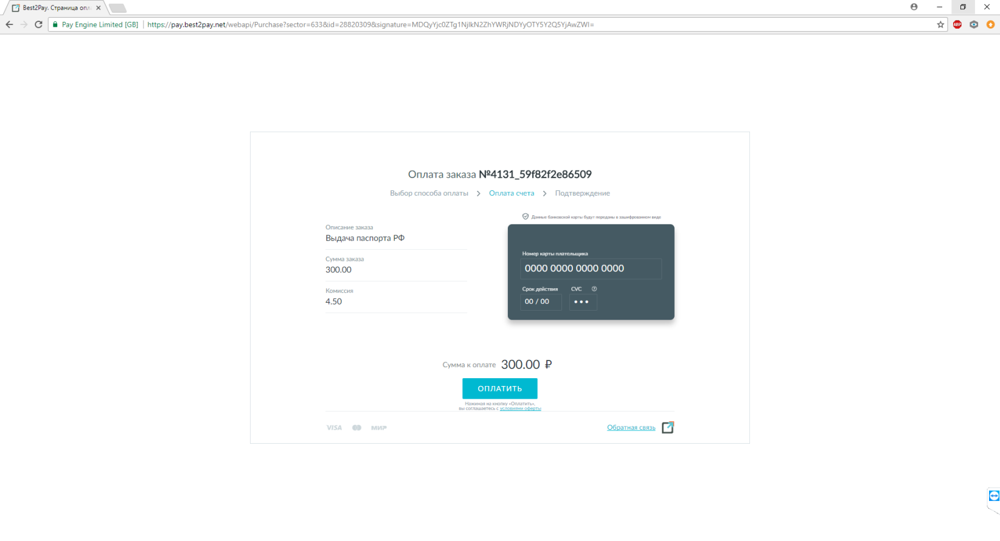 Best2Pay. Страница опл
Pay Engine Limited [GB]
https://pay.best2pay.net/webapi/Purchase?sector=633&id=28820309&signature=MDQyYjc0ZTg1NjlkN2ZhYWRjNDYyOTY5Y2Q5YjAwZWI=
ABP
Оплата заказа №4131_59f82f2e86509
Выбор способа оплаты > Оплата счета > Подтверждение
Данные банковской карты будут переданы в зашифрованном виде
Описание заказа
Выдача паспорта РФ
Сумма заказа
300.00
Комиссия
4.50
Номер карты плательщика
0000 0000 0000 0000
Срок действия CVC ?
00 / 00 •••
Сумма к оплате 300.00 ₽
ОПЛАТИТЬ
Нажимая на кнопку «Оплатить»,
вы соглашаетесь с условиями оферты
VISA МИР
Обратная связь